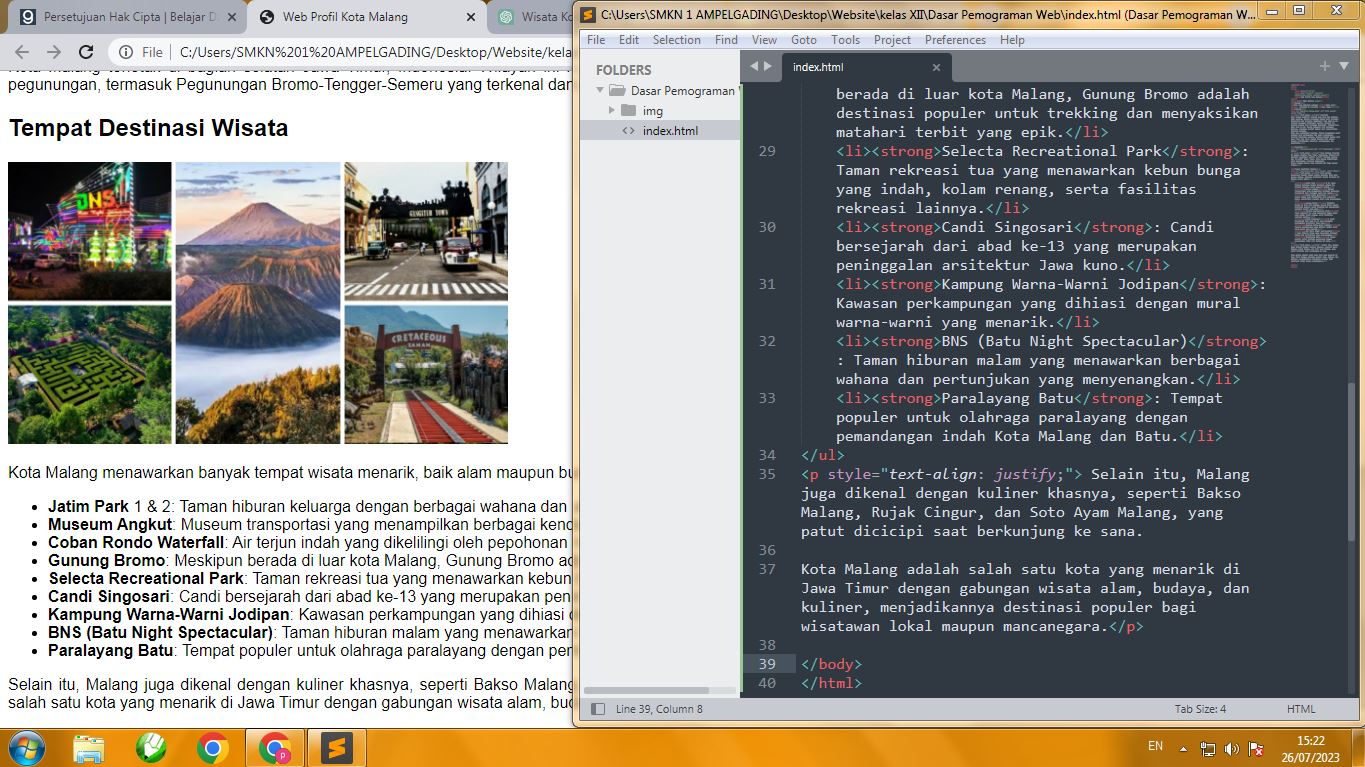 Persetujuan Hak Cipta | Belajar D
Web Profil Kota Malang
Wisata Ko
File
C:/Users/SMKN%201%20AMPELGADING/Desktop/Website/kela
pegunungan, termasuk Pegunungan Bromo-Tengger-Semeru yang terkenal dan
Tempat Destinasi Wisata
BNS
GANGSTER TOWN
CRETACEOUS
ZAMAN
Kota Malang menawarkan banyak tempat wisata menarik, baik alam maupun bu
Jatim Park 1 & 2: Taman hiburan keluarga dengan berbagai wahana dan
Museum Angkut: Museum transportasi yang menampilkan berbagai kend
Coban Rondo Waterfall: Air terjun indah yang dikelilingi oleh pepohonan
Gunung Bromo: Meskipun berada di luar kota Malang, Gunung Bromo ad
Selecta Recreational Park: Taman rekreasi tua yang menawarkan kebun
Candi Singosari: Candi bersejarah dari abad ke-13 yang merupakan pen
Kampung Warna-Warni Jodipan: Kawasan perkampungan yang dihiasi d
BNS (Batu Night Spectacular): Taman hiburan malam yang menawarkan
Paralayang Batu: Tempat populer untuk olahraga paralayang dengan pem
Selain itu, Malang juga dikenal dengan kuliner khasnya, seperti Bakso Malang
salah satu kota yang menarik di Jawa Timur dengan gabungan wisata alam, bud
C:\Users\SMKN 1 AMPELGADING\Desktop\Website\kelas XII\Dasar Pemograman Web\index.html (Dasar Pemograman W...
File Edit Selection Find View Goto Tools Project Preferences Help
FOLDERS
Dasar Pemograman
img
index.html
index.html
berada di luar kota Malang, Gunung Bromo adalah
destinasi populer untuk trekking dan menyaksikan
matahari terbit yang epik.</li>
29 <li><strong>Selecta Recreational Park</strong>:
Taman rekreasi tua yang menawarkan kebun bunga
yang indah, kolam renang, serta fasilitas
rekreasi lainnya.</li>
30 <li><strong>Candi Singosari</strong>: Candi
bersejarah dari abad ke-13 yang merupakan
peninggalan arsitektur Jawa kuno.</li>
31 <li><strong>Kampung Warna-Warni Jodipan</strong>:
Kawasan perkampungan yang dihiasi dengan mural
warna-warni yang menarik.</li>
32 <li><strong>BNS (Batu Night Spectacular)</strong>
: Taman hiburan malam yang menawarkan berbagai
wahana dan pertunjukan yang menyenangkan.</li>
33 <li><strong>Paralayang Batu</strong>: Tempat
populer untuk olahraga paralayang dengan
pemandangan indah Kota Malang dan Batu.</li>
34 </ul>
35 <p style="text-align: justify;"> Selain itu, Malang
juga dikenal dengan kuliner khasnya, seperti Bakso
Malang, Rujak Cingur, dan Soto Ayam Malang, yang
patut dicicipi saat berkunjung ke sana.
36
37 Kota Malang adalah salah satu kota yang menarik di
Jawa Timur dengan gabungan wisata alam, budaya, dan
kuliner, menjadikannya destinasi populer bagi
wisatawan lokal maupun mancanegara.</p>
38
39 </body>
40 </html>
Line 39, Column 8
Tab Size: 4
HTML
EN
15:22
26/07/2023